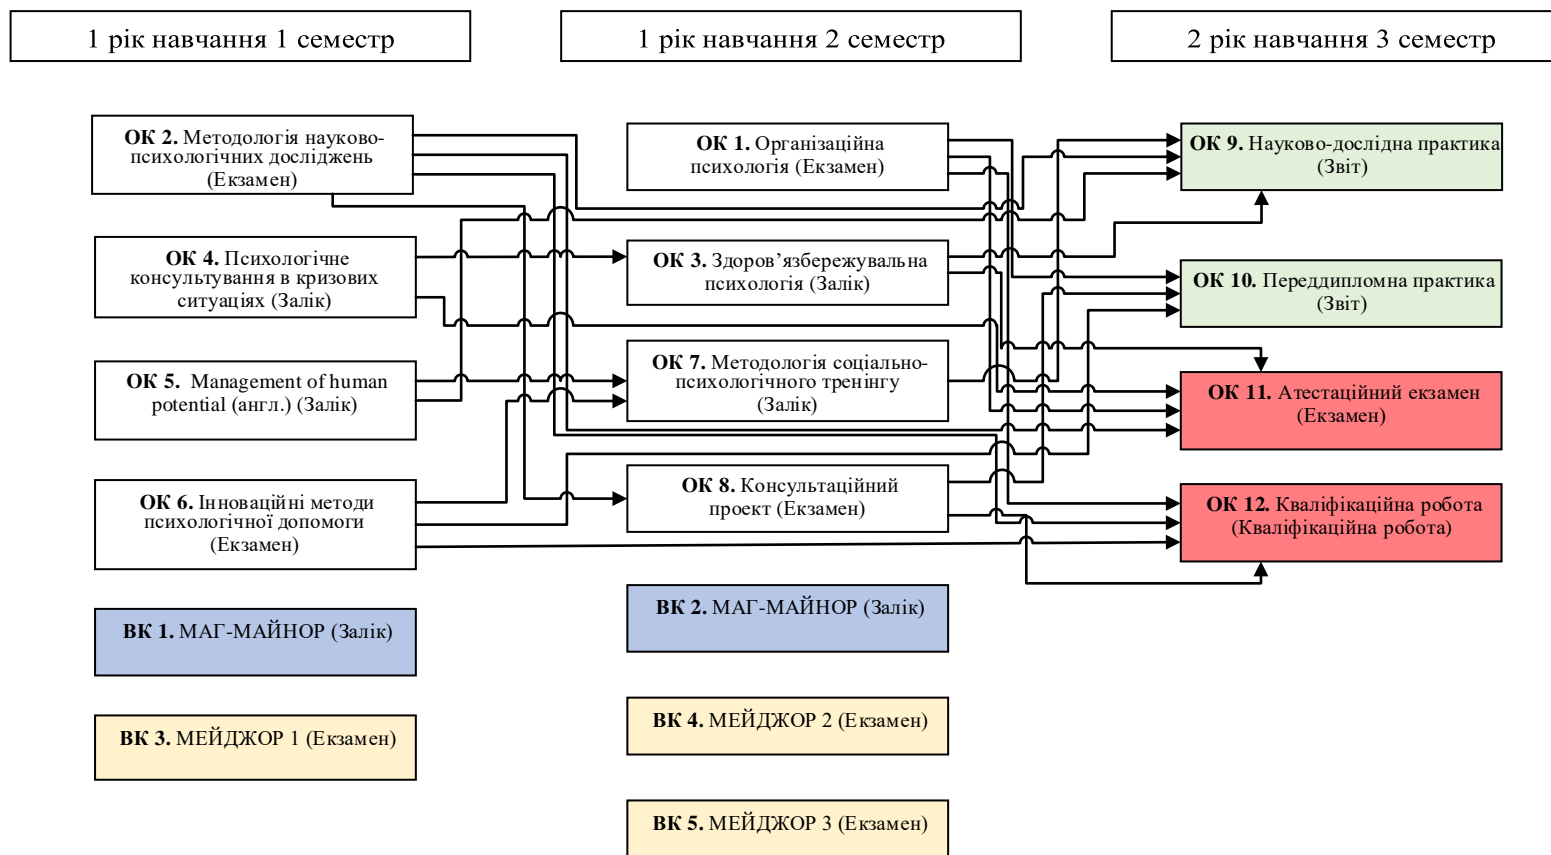 1 рік навчання 1 семестр
1 рік навчання 2 семестр
2 рік навчання 3 семестр
ОК 2. Методологія науково-
психологічних досліджень
(Екзамен)
ОК 1. Організаційна
психологія (Екзамен)
ОК 9. Науково-дослідна практика
(Звіт)
ОК 4. Психологічне
консультування в кризових
ситуаціях (Залік)
ОК 3. Здоров’язбережувальна
психологія (Залік)
ОК 10. Переддипломна практика
(Звіт)
ОК 5. Management of human
potential (англ.) (Залік)
ОК 7. Методологія соціально-
психологічного тренінгу
(Залік)
ОК 11. Атестаційний екзамен
(Екзамен)
ОК 6. Інноваційні методи
психологічної допомоги
(Екзамен)
ОК 8. Консультаційний
проект (Екзамен)
ОК 12. Кваліфікаційна робота
(Кваліфікаційна робота)
ВК 1. МАГ-МАЙНОР (Залік)
ВК 2. МАГ-МАЙНОР (Залік)
ВК 3. МЕЙДЖОР 1 (Екзамен)
ВК 4. МЕЙДЖОР 2 (Екзамен)
ВК 5. МЕЙДЖОР 3 (Екзамен)